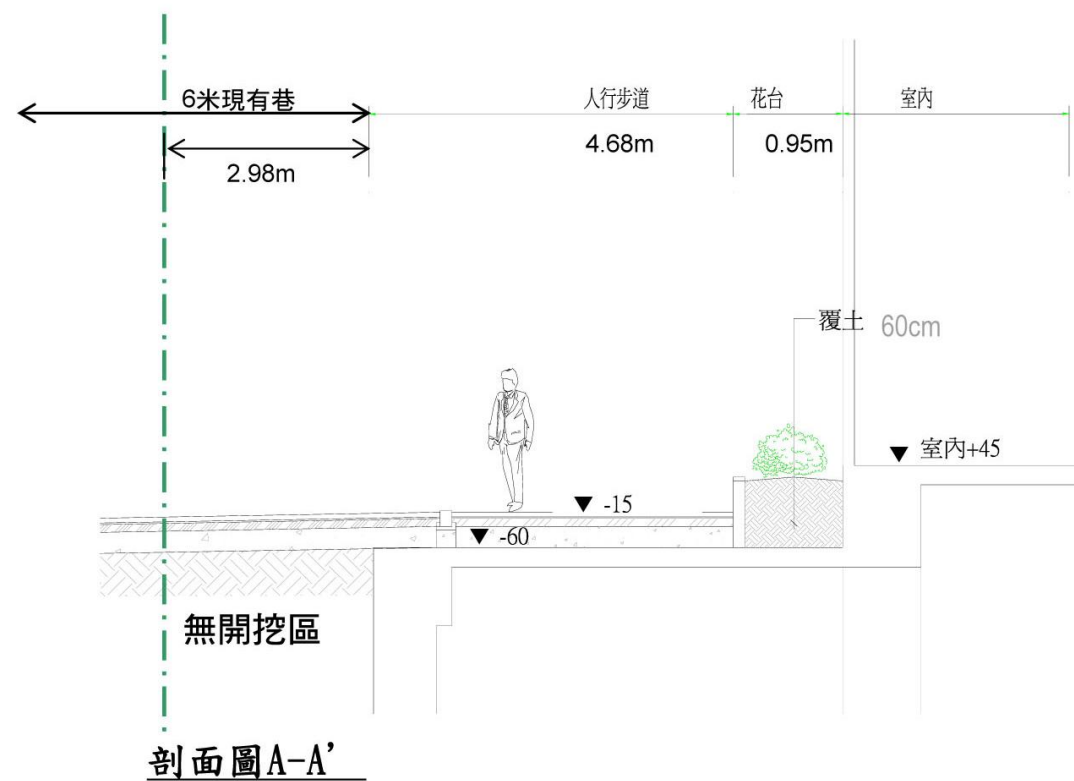 6米現有巷
人行步道
花台
室內
2.98m
4.68m
0.95m
覆土 60cm
室內+45
-15
-60
無開挖區
剖面圖A-A'